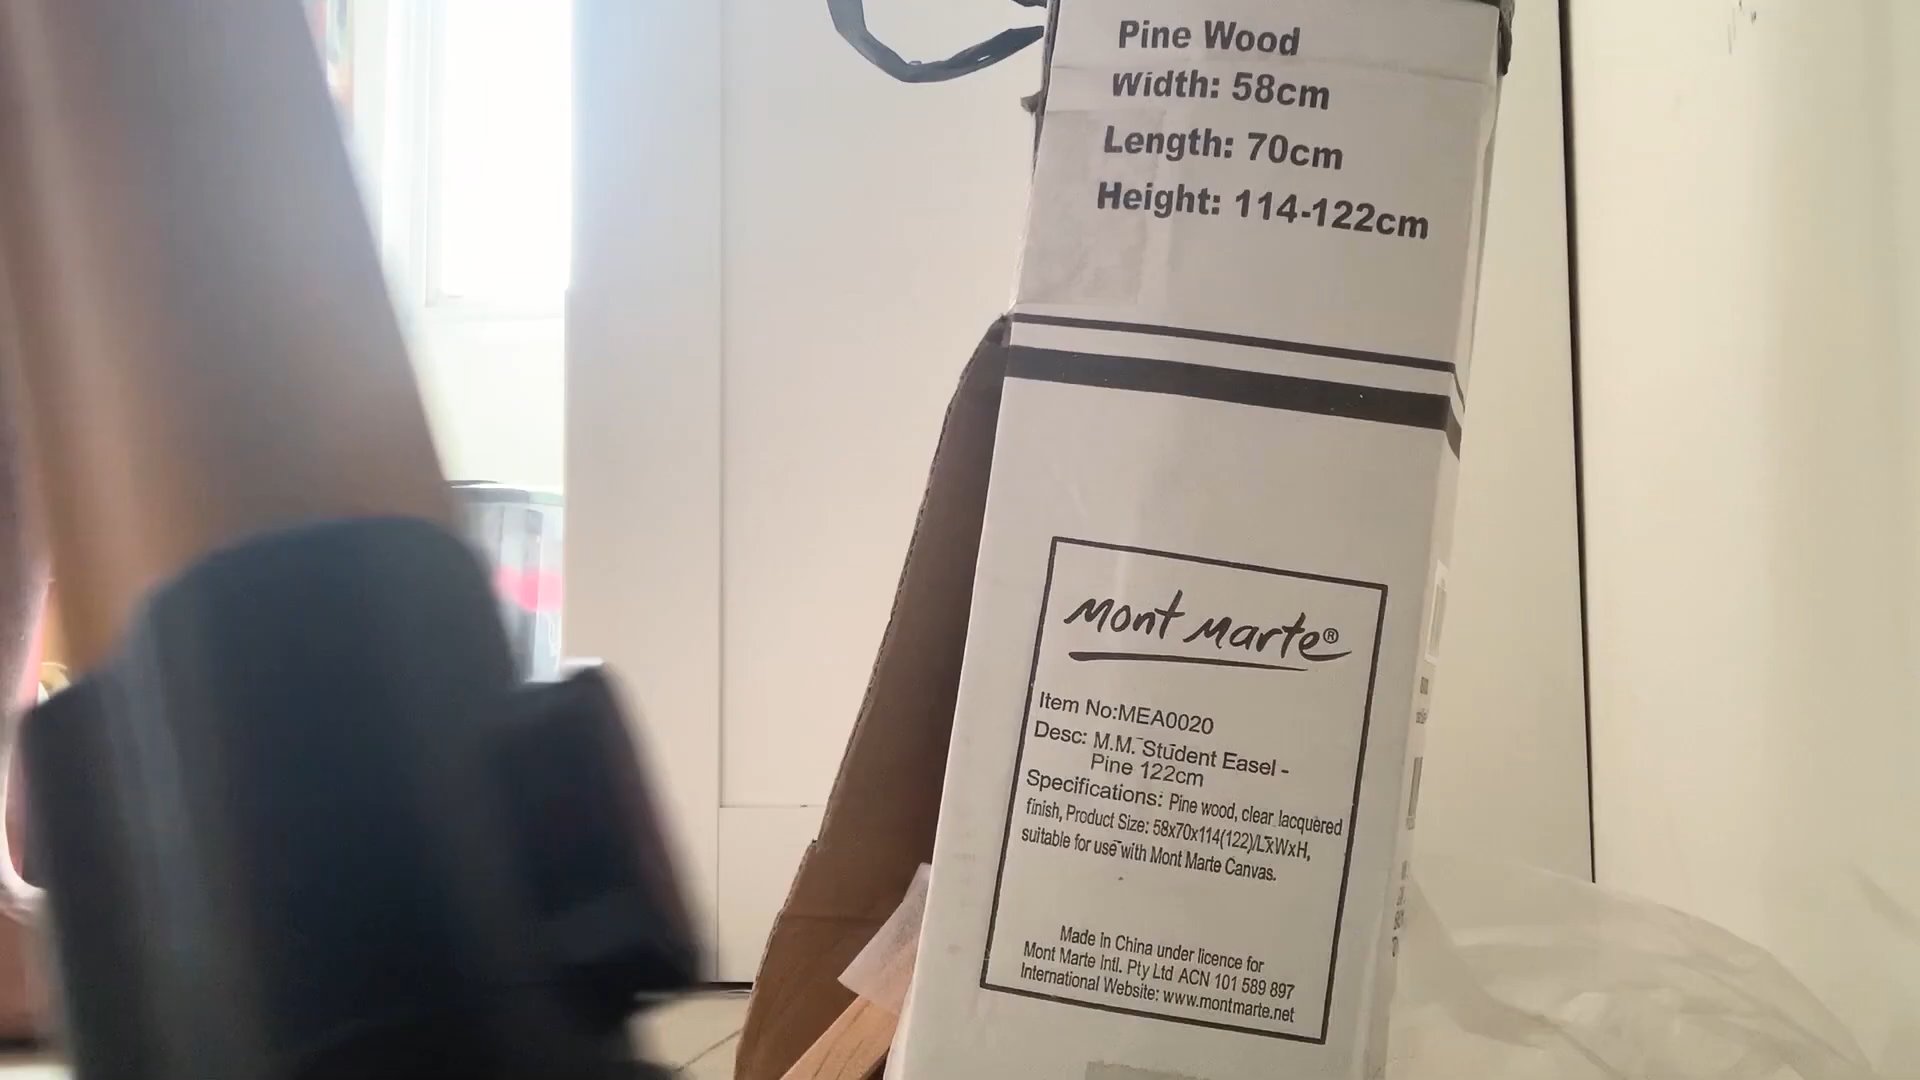 Pine Wood
Width: 58cm
Length: 70cm
Height: 114-122cm
Mont Marte®
Item No:MEA0020
Desc: M.M. Student Easel -
Pine 122cm
Specifications: Pine wood, clear lacquered
finish, Product Size: 58x70x114(122)/LxWxH,
suitable for use with Mont Marte Canvas.
Made in China under licence for
Mont Marte Intl. Pty Ltd ACN 101 589 897
International Website: www.montmarte.net